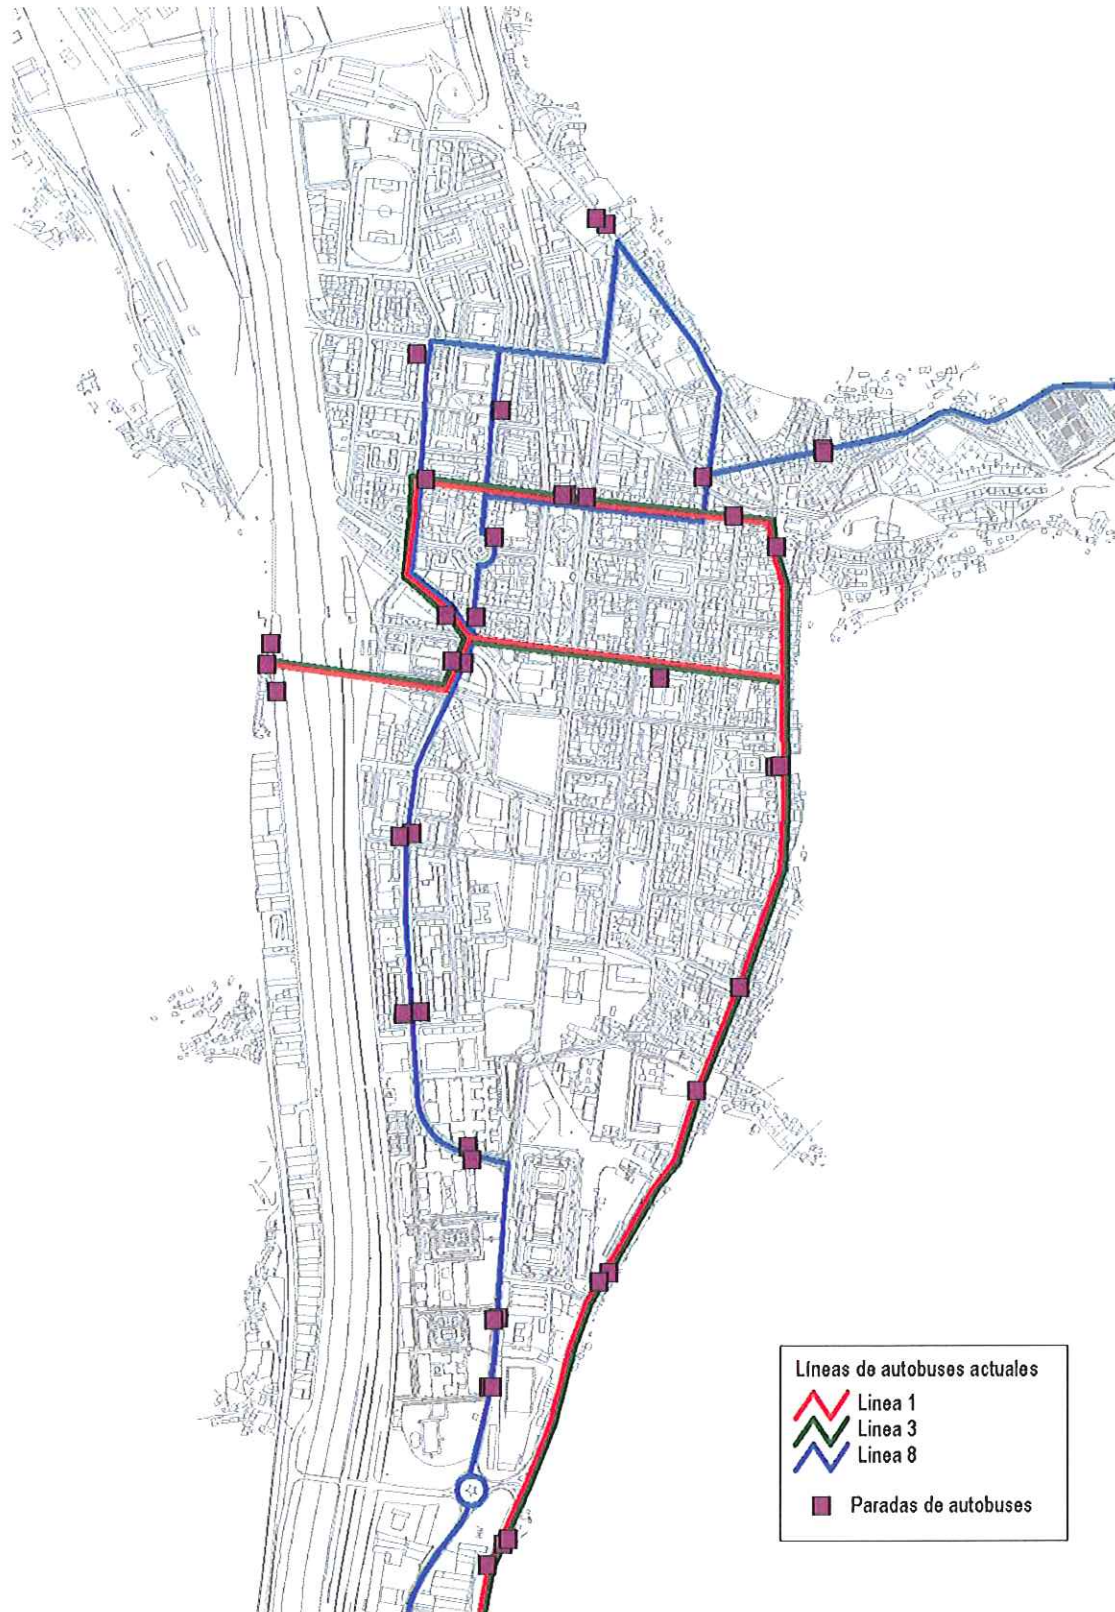 Líneas de autobuses actuales
Linea 1
Linea 3
Linea 8
Paradas de autobuses